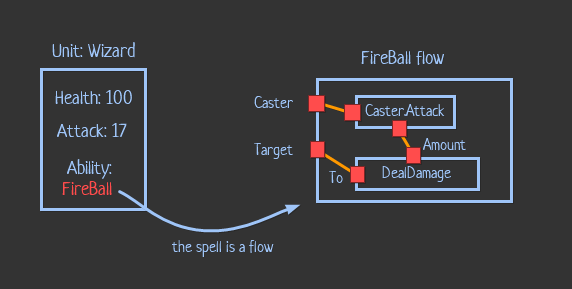 Unit: Wizard
Health: 100
Attack: 17
Ability:
FireBall
the spell is a flow
FireBall flow
Caster
Caster.Attack
Target
Amount
To
DealDamage